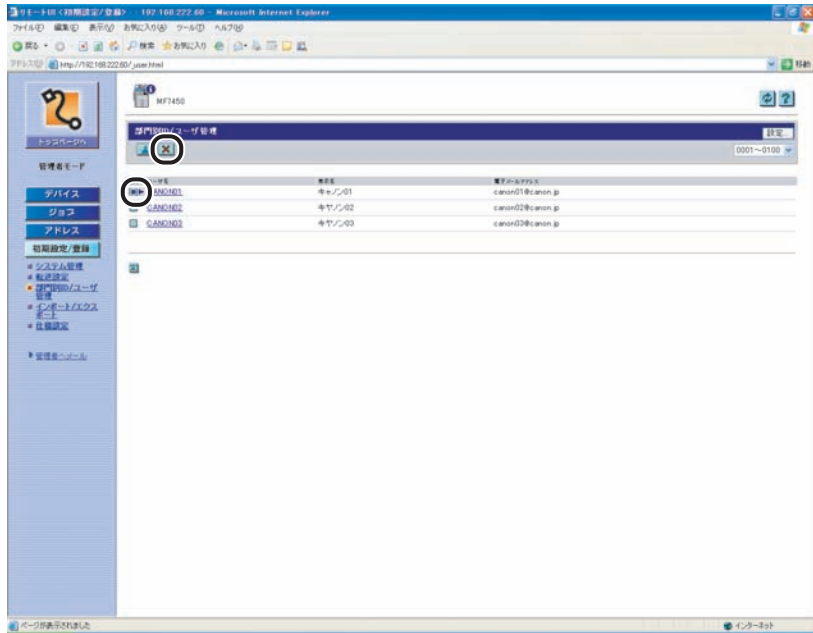 リモートUI <初期設定/登録> : 192.168.222.60 - Microsoft Internet Explorer
ファイル(F) 編集(E) 表示(V) お気に入り(A) ツール(T) ヘルプ(H)
戻る 検索 お気に入り
アドレス(D) http://192.168.222.60/_juser.html 移動
MF7450
トップページへ
部門別ID/ユーザ管理 設定...
0001～0100
管理者モード
表示名 電子メールアドレス
ANON01 キャノン01 canon01@canon.jp
CANON02 キヤノン02 canon02@canon.jp
CANON03 キヤノン03 canon03@canon.jp
デバイス
ジョブ
アドレス
初期設定/登録
システム管理
転送設定
部門別ID/ユーザ
管理
インポート/エクス
ポート
仕様設定
管理者へメール
ページが表示されました インターネット